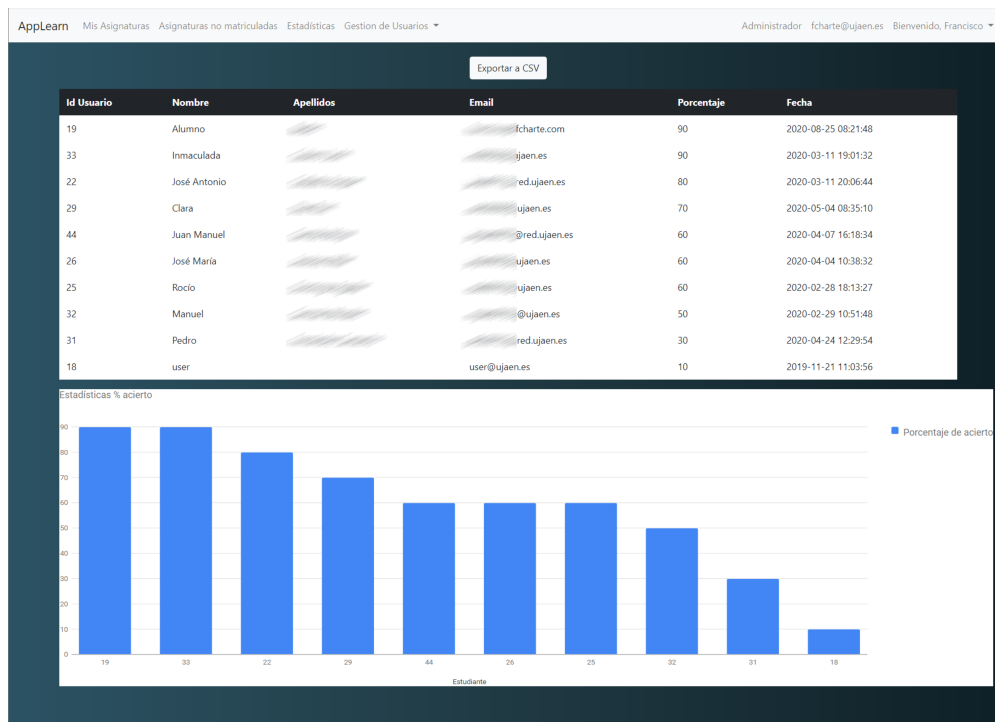 AppLearn Mis Asignaturas Asignaturas no matriculadas Estadísticas Gestion de Usuarios Administrador fcharte@ujaen.es Bienvenido, Francisco
Exportar a CSV
Id Usuario Nombre Apellidos Email Porcentaje Fecha
19 Alumno fcharte.com 90 2020-08-25 08:21:48
33 Inmaculada ujaen.es 90 2020-03-11 19:01:32
22 José Antonio red.ujaen.es 80 2020-03-11 20:06:44
29 Clara ujaen.es 70 2020-05-04 08:35:10
44 Juan Manuel @red.ujaen.es 60 2020-04-07 16:18:34
26 José María ujaen.es 60 2020-04-04 10:38:32
25 Rocío ujaen.es 60 2020-02-28 18:13:27
32 Manuel @ujaen.es 50 2020-02-29 10:51:48
31 Pedro red.ujaen.es 30 2020-04-24 12:29:54
18 user user@ujaen.es 10 2019-11-21 11:03:56
Estadísticas % acierto
Porcentaje de acierto
90
80
70
60
50
40
30
20
10
0
19 33 22 29 44 26 25 32 31 18
Estudiante